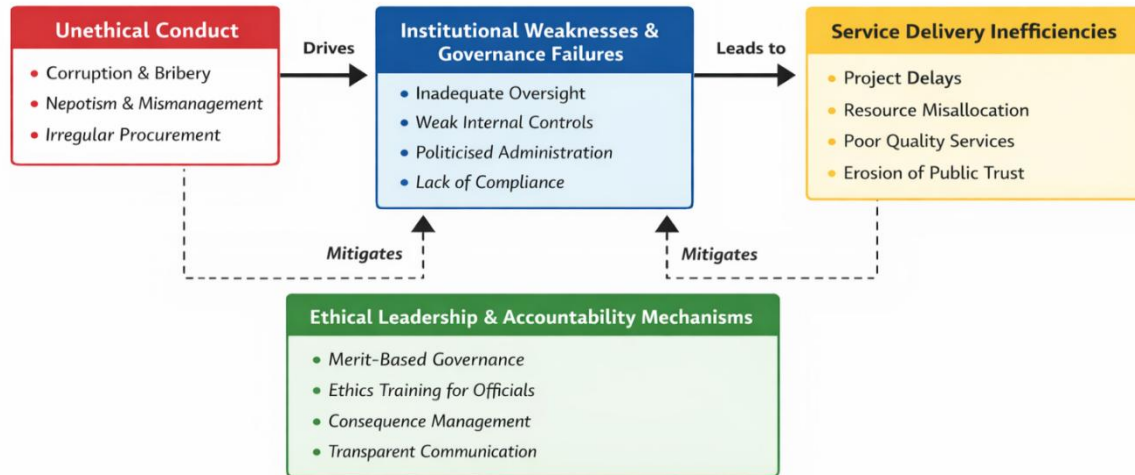 Unethical Conduct
• Corruption & Bribery
• Nepotism & Mismanagement
• Irregular Procurement
Drives
Institutional Weaknesses &
Governance Failures
• Inadequate Oversight
• Weak Internal Controls
• Politicised Administration
• Lack of Compliance
Leads to
Service Delivery Inefficiencies
• Project Delays
• Resource Misallocation
• Poor Quality Services
• Erosion of Public Trust
Mitigates
Mitigates
Ethical Leadership & Accountability Mechanisms
• Merit-Based Governance
• Ethics Training for Officials
• Consequence Management
• Transparent Communication